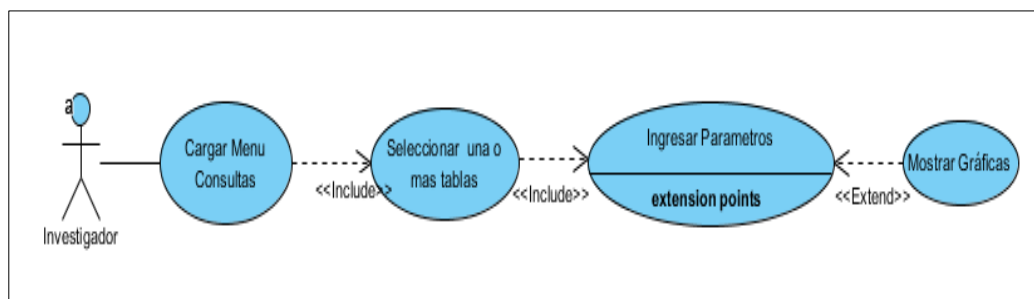 a
Investigador
Cargar Menu
Consultas
<<Include>>
Seleccionar una o
mas tablas
<<Include>>
Ingresar Parametros
extension points
<<Extend>>
Mostrar Gráficas